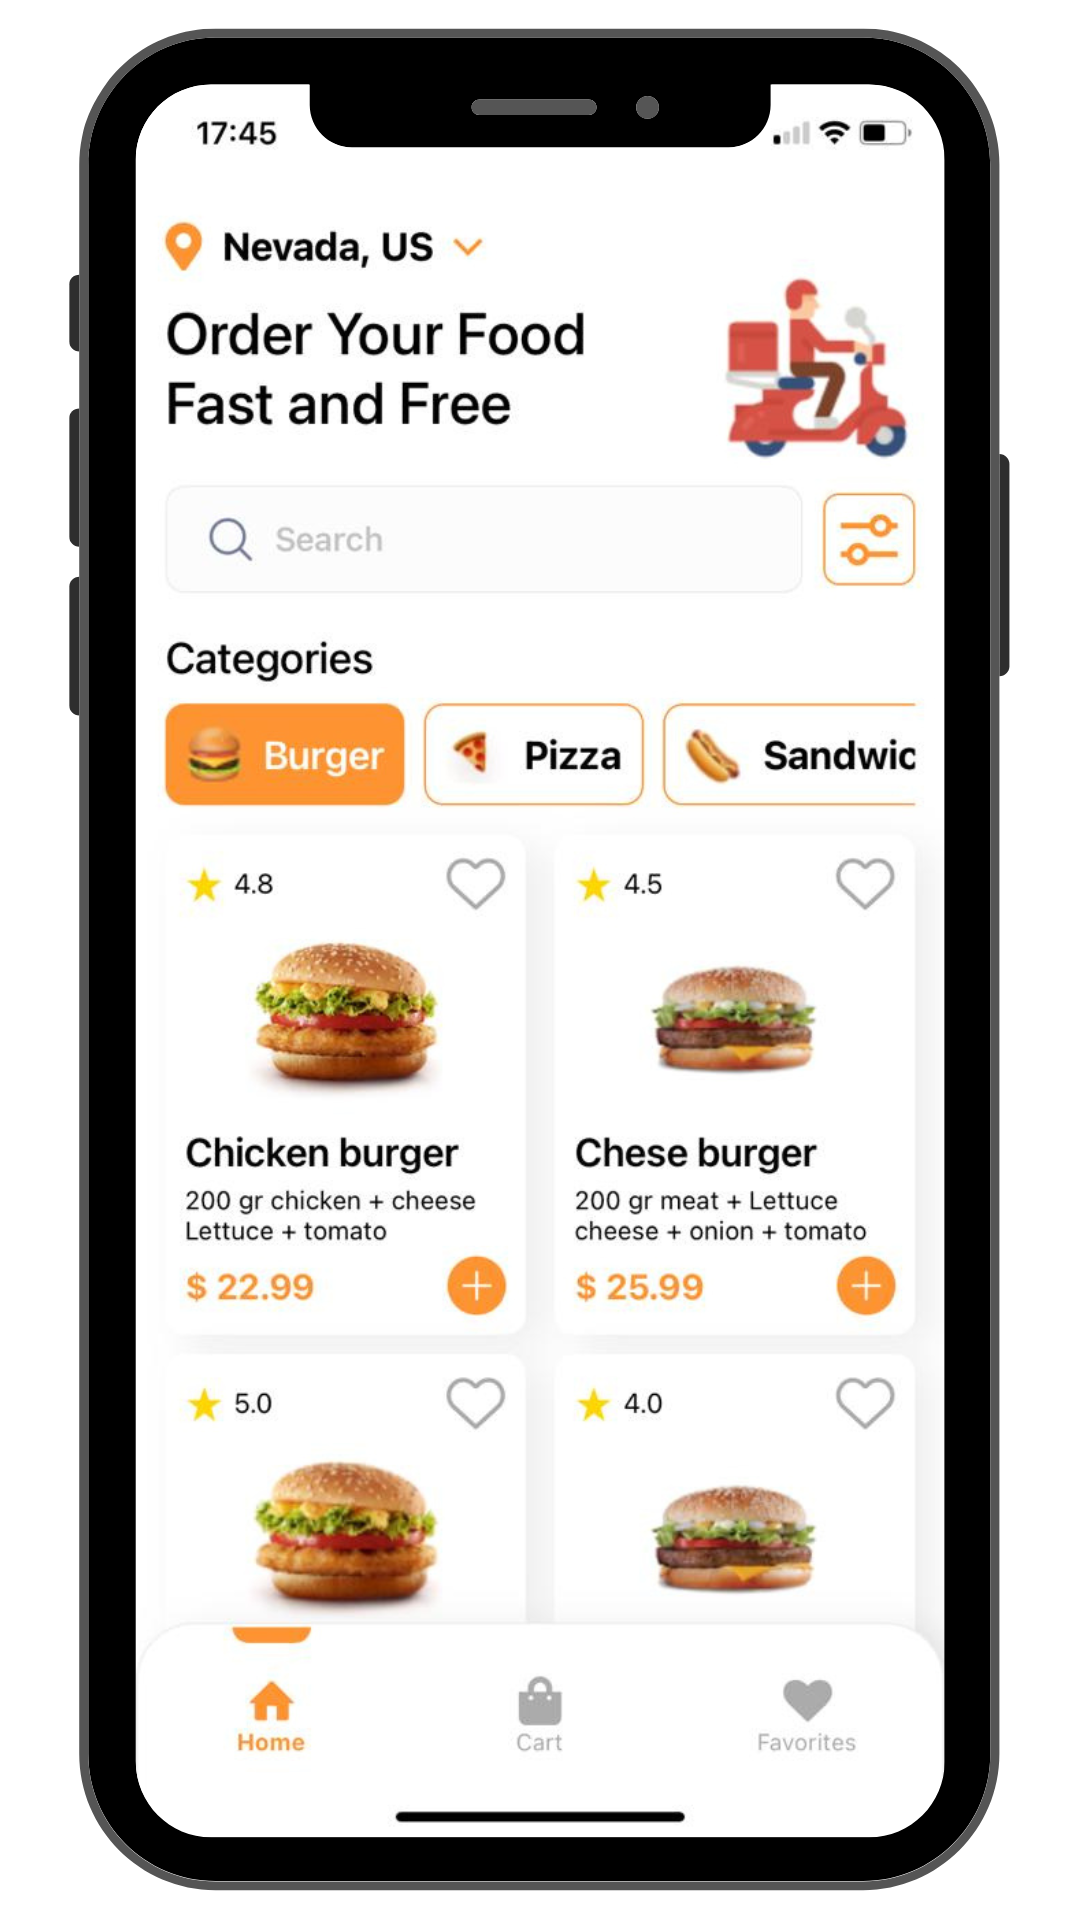 17:45
Nevada, US
Order Your Food
Fast and Free
Search
Categories
Burger
Pizza
Sandwic
4.8
4.5
Chicken burger
Chese burger
200 gr chicken + cheese
Lettuce + tomato
200 gr meat + Lettuce
cheese + onion + tomato
$ 22.99
$ 25.99
5.0
4.0
Home
Cart
Favorites